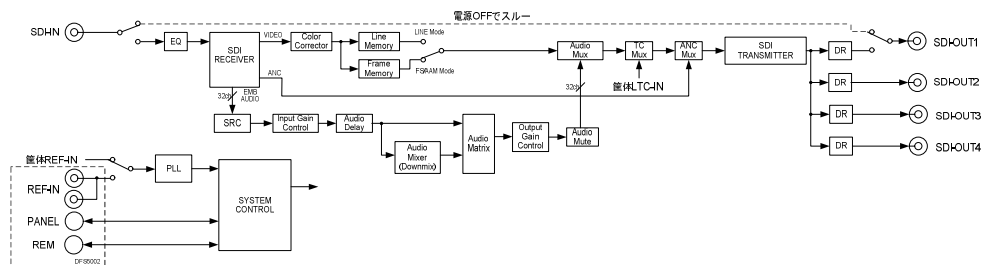 電源OFFでスルー
SDI-IN
EQ
SDI
RECEIVER
VIDEO
ANC
32ch
EMB
AUDIO
Color
Corrector
Line
Memory
Frame
Memory
LINE Mode
FS/AAM Mode
Audio
Mux
TC
Mux
ANC
Mux
筐体LTC-IN
32ch
SDI
TRANSMITTER
DR
DR
DR
DR
SDI-OUT1
SDI-OUT2
SDI-OUT3
SDI-OUT4
SRC
Input Gain
Control
Audio
Delay
Audio
Mixer
(Downmix)
Audio
Matrix
Output
Gain
Control
Audio
Mute
筐体REF-IN
REF-IN
PLL
SYSTEM
CONTROL
PANEL
REM
DFS5002